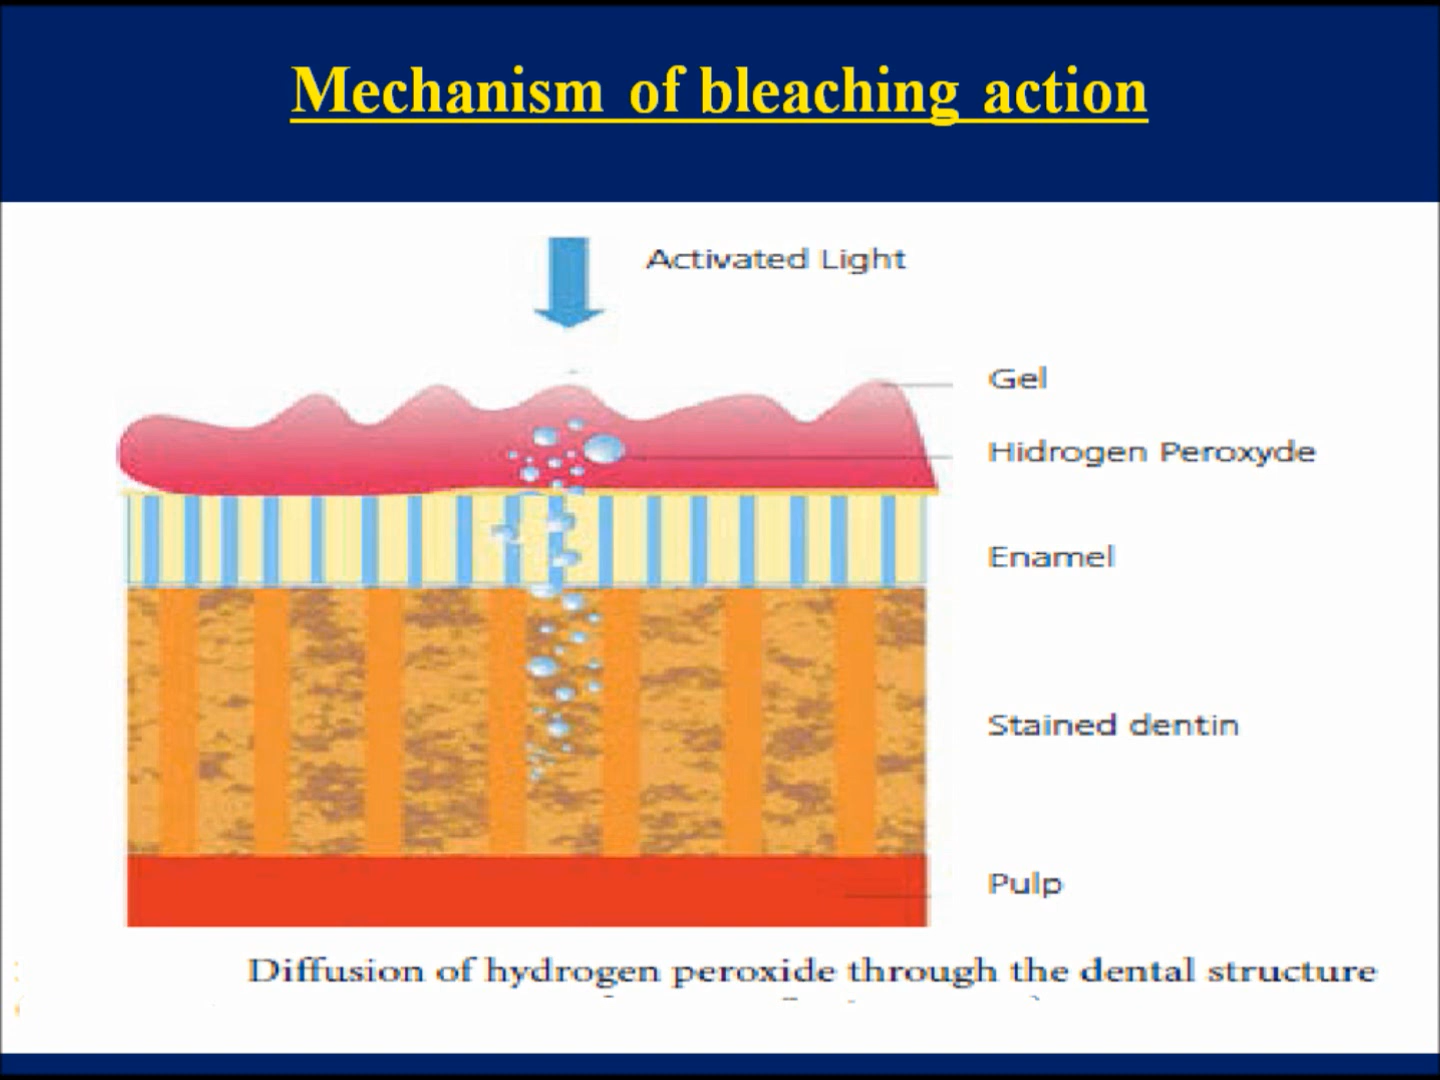 Mechanism of bleaching action
Activated Light
Gel
Hidrogen Peroxyde
Enamel
Stained dentin
Pulp
Diffusion of hydrogen peroxide through the dental structure